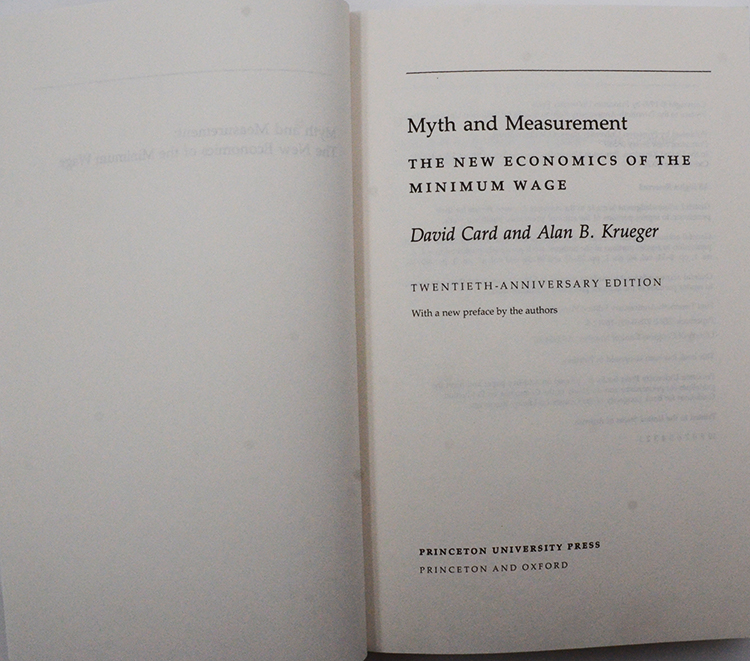 Myth and Measurement
THE NEW ECONOMICS OF THE
MINIMUM WAGE
David Card and Alan B. Krueger
TWENTIETH-ANNIVERSARY EDITION
With a new preface by the authors
PRINCETON UNIVERSITY PRESS
PRINCETON AND OXFORD